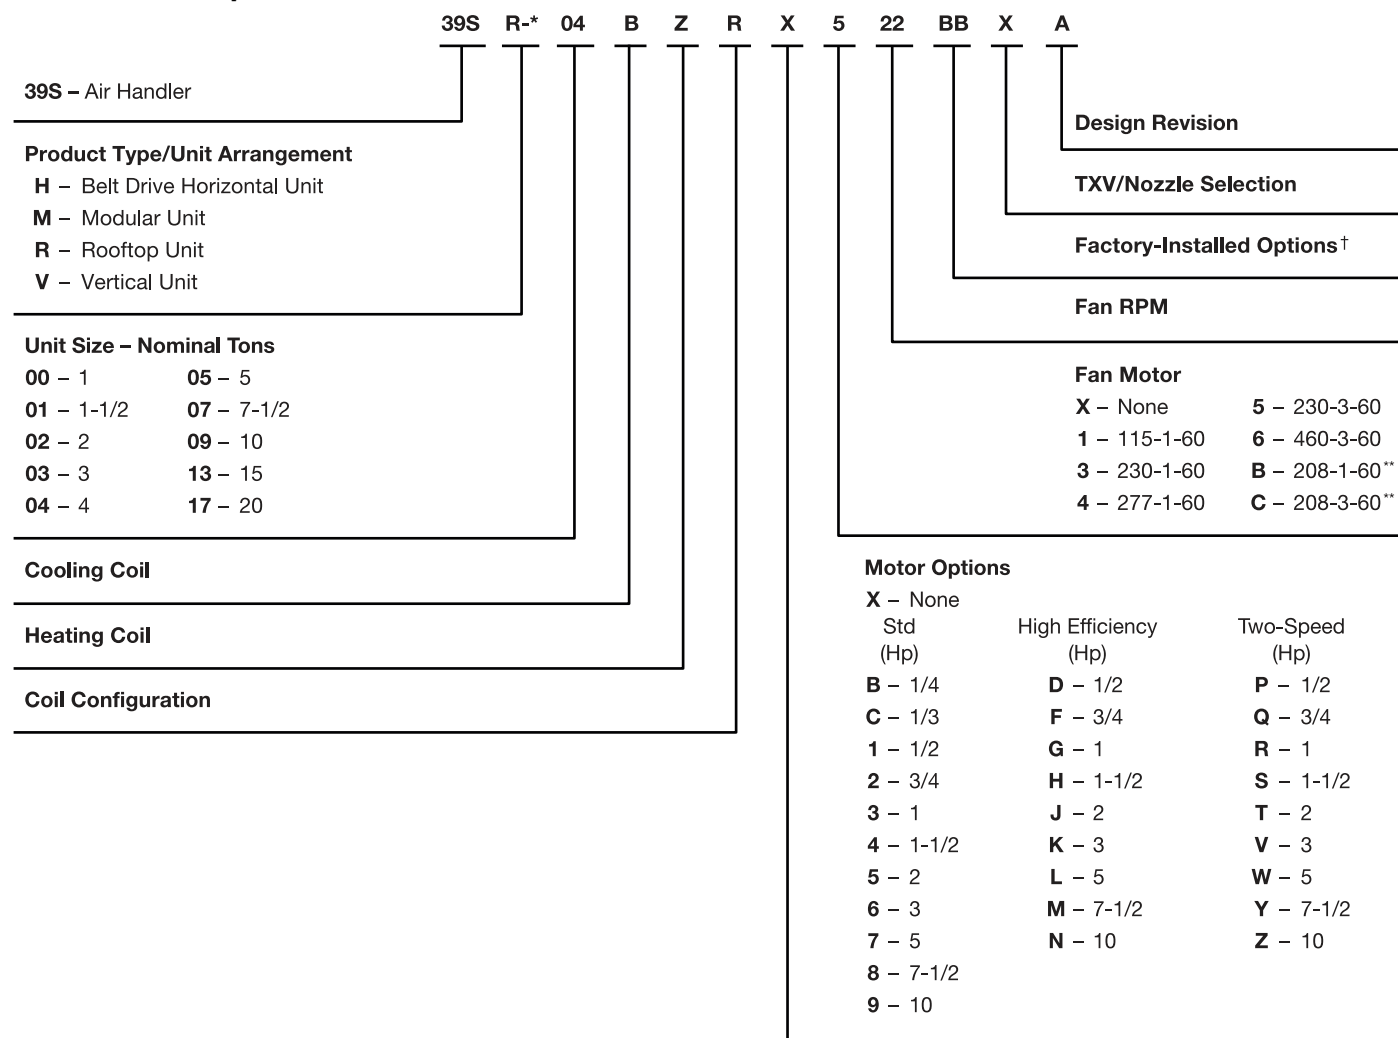 39S R-* 04 B Z R X 5 22 BB X A
39S – Air Handler
Product Type/Unit Arrangement
H – Belt Drive Horizontal Unit
M – Modular Unit
R – Rooftop Unit
V – Vertical Unit
Unit Size – Nominal Tons
00 – 1 05 – 5
01 – 1-1/2 07 – 7-1/2
02 – 2 09 – 10
03 – 3 13 – 15
04 – 4 17 – 20
Cooling Coil
Heating Coil
Coil Configuration
Design Revision
TXV/Nozzle Selection
Factory-Installed Options†
Fan RPM
Fan Motor
X – None 5 – 230-3-60
1 – 115-1-60 6 – 460-3-60
3 – 230-1-60 B – 208-1-60**
4 – 277-1-60 C – 208-3-60**
Motor Options
X – None
Std High Efficiency Two-Speed
(Hp) (Hp) (Hp)
B – 1/4 D – 1/2 P – 1/2
C – 1/3 F – 3/4 Q – 3/4
1 – 1/2 G – 1 R – 1
2 – 3/4 H – 1-1/2 S – 1-1/2
3 – 1 J – 2 T – 2
4 – 1-1/2 K – 3 V – 3
5 – 2 L – 5 W – 5
6 – 3 M – 7-1/2 Y – 7-1/2
7 – 5 N – 10 Z – 10
8 – 7-1/2
9 – 10